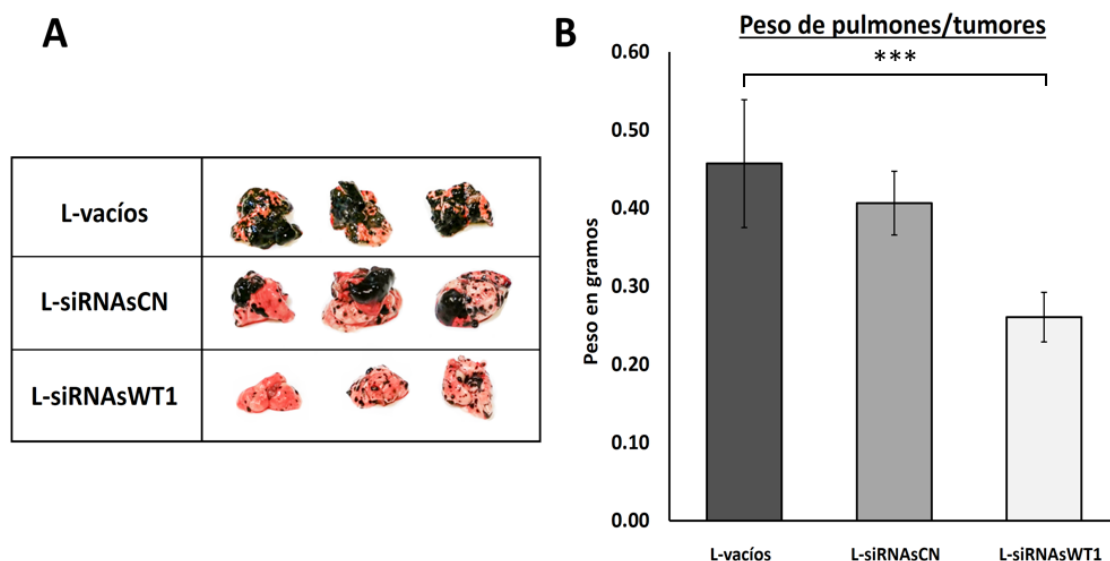 A
L-vacíos
L-siRNAsCN
L-siRNAsWT1
B
Peso de pulmones/tumores
***
Peso en gramos
0.60
0.50
0.40
0.30
0.20
0.10
0.00
L-vacíos
L-siRNAsCN
L-siRNAsWT1